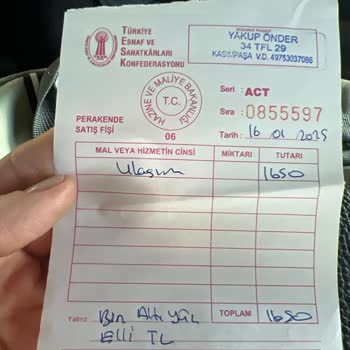 TÜRKİYE
ESNAF VE
SANATKÂRLARI
KONFEDERASYONU
YAKUP ÖNDER
34 TFL 29
KASIMPAŞA V.D. 49753037086
HAZİNE VE MALİYE BAKANLIĞI
T.C.
Seri : ACT
Sıra : 0855597
PERAKENDE
SATIŞ FİŞİ
06
Tarih : 16 01 2025
MAL VEYA HİZMETİN CİNSİ MİKTARI TUTARI
Ulaşım 1650
TOPLAM 1650
Yalnız Bin Altı Yüz
Elli TL